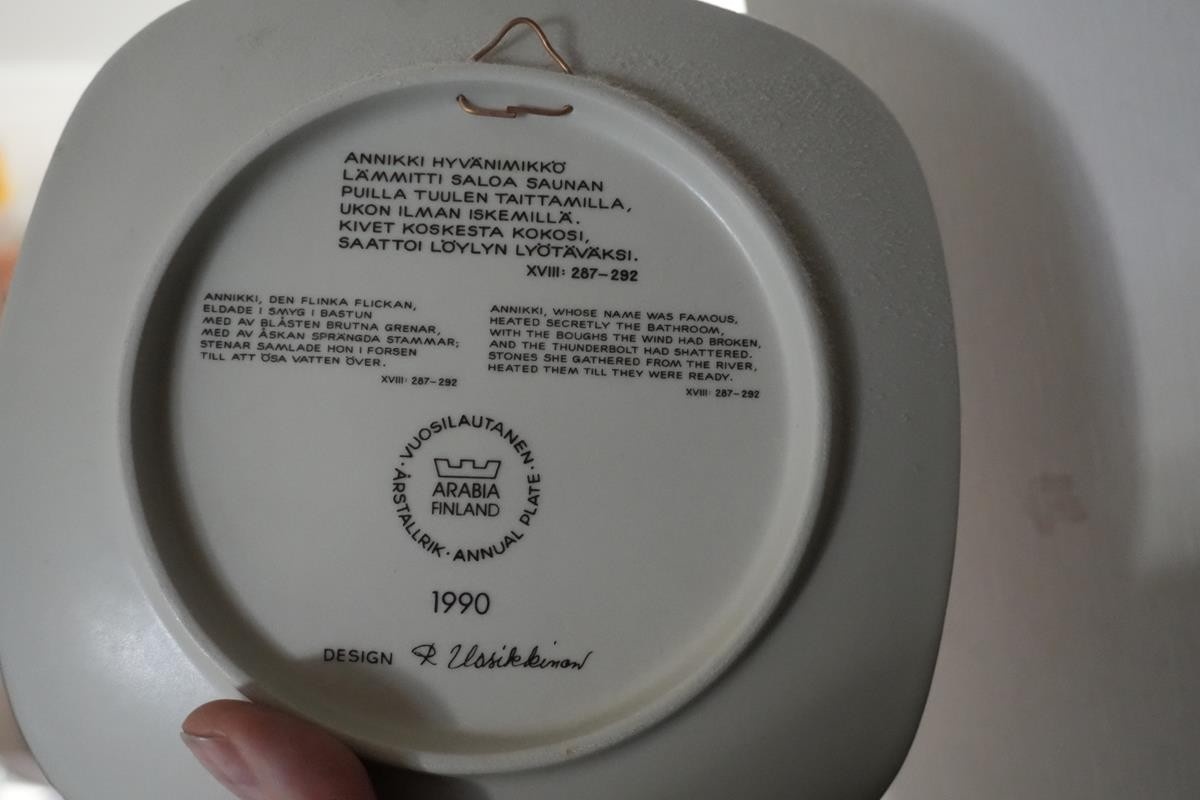 ANNIKKI HYVÄNIMIKKÖ
LÄMMITTI SALOA SAUNAN
PUILLA TUULEN TAITTAMILLA,
UKON ILMAN ISKEMILLÄ.
KIVET KOSKESTA KOKOSI,
SAATTOI LÖYLYN LYÖTÄVÄKSI.
XVIII: 287–292
ANNIKKI, DEN FLINKA FLICKAN,
ELDADE I SMYG I BASTUN
MED AV BLÅSTEN BRUTNA GRENAR,
MED AV ÅSKAN SPRÄNGDA STAMMAR;
STENAR SAMLADE HON I FORSEN
TILL ATT ÖSA VATTEN ÖVER.
XVIII: 287–292
ANNIKKI, WHOSE NAME WAS FAMOUS,
HEATED SECRETLY THE BATHROOM,
WITH THE BOUGHS THE WIND HAD BROKEN,
AND THE THUNDERBOLT HAD SHATTERED.
STONES SHE GATHERED FROM THE RIVER,
HEATED THEM TILL THEY WERE READY.
XVIII: 287–292
· VUOSILAUTANEN ·
ARABIA
FINLAND
ÅRSTALLRIK · ANNUAL PLATE
1990
DESIGN R Uosikkinen